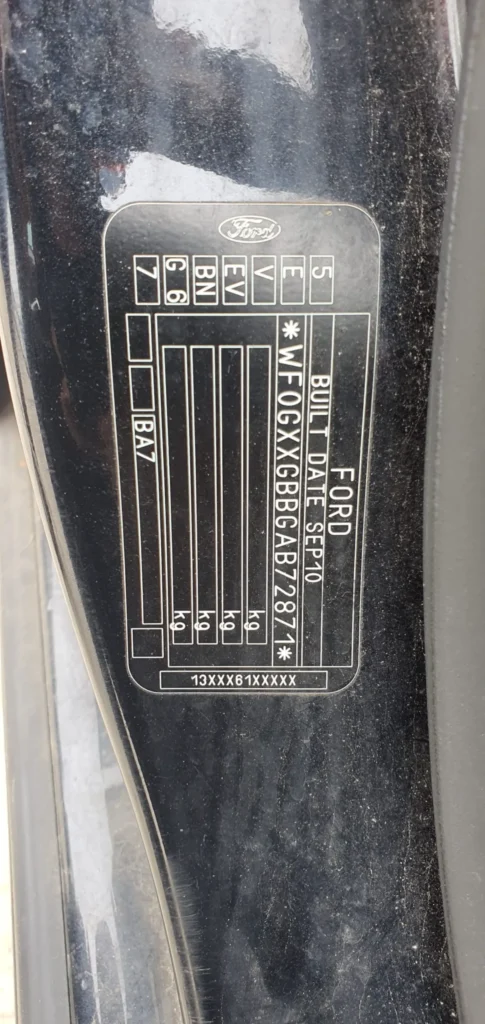 Ford
FORD
BUILT DATE SEP10
*WF0GXXGBBGAB72871*
kg
kg
kg
kg
5 E V EV BN G 6 7
BA7
13XXX61XXXXX